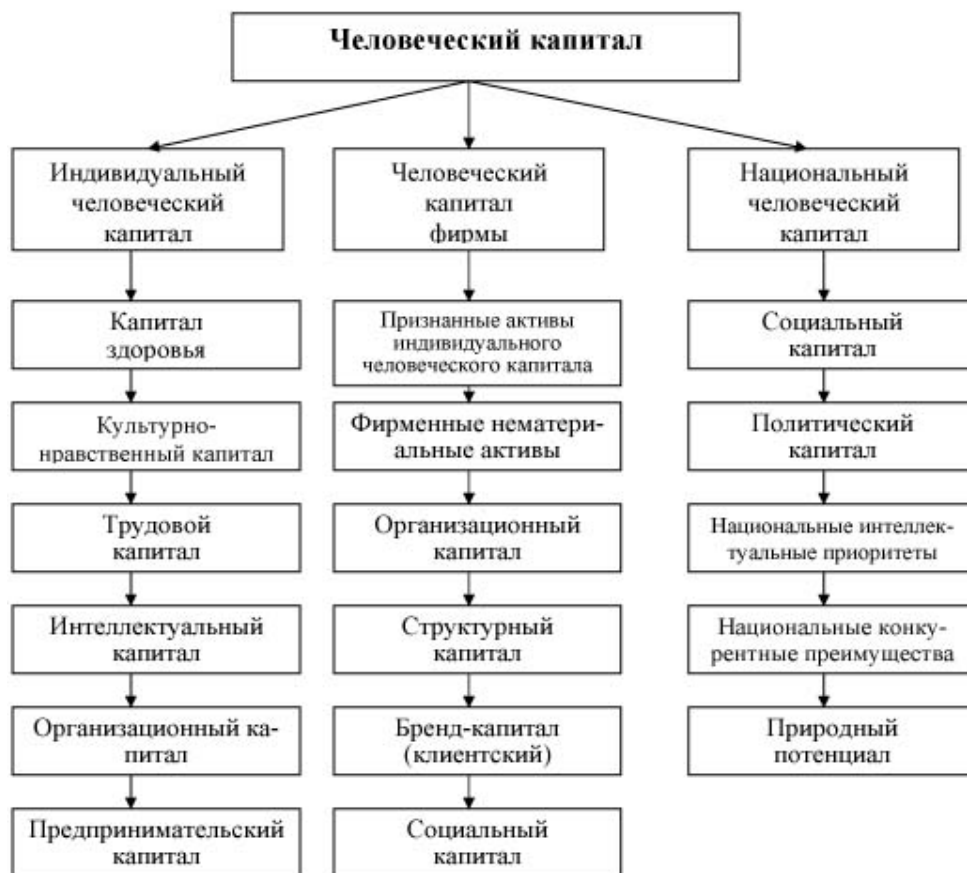 Человеческий капитал
Индивидуальный
человеческий
капитал
Человеческий
капитал
фирмы
Национальный
человеческий
капитал
Капитал
здоровья
Признанные активы
индивидуального
человеческого капитала
Социальный
капитал
Культурно-
нравственный капитал
Фирменные нематери-
альные активы
Политический
капитал
Трудовой
капитал
Организационный
капитал
Национальные интеллек-
туальные приоритеты
Интеллектуальный
капитал
Структурный
капитал
Национальные конку-
рентные преимущества
Организационный ка-
питал
Бренд-капитал
(клиентский)
Природный
потенциал
Предпринимательский
капитал
Социальный
капитал